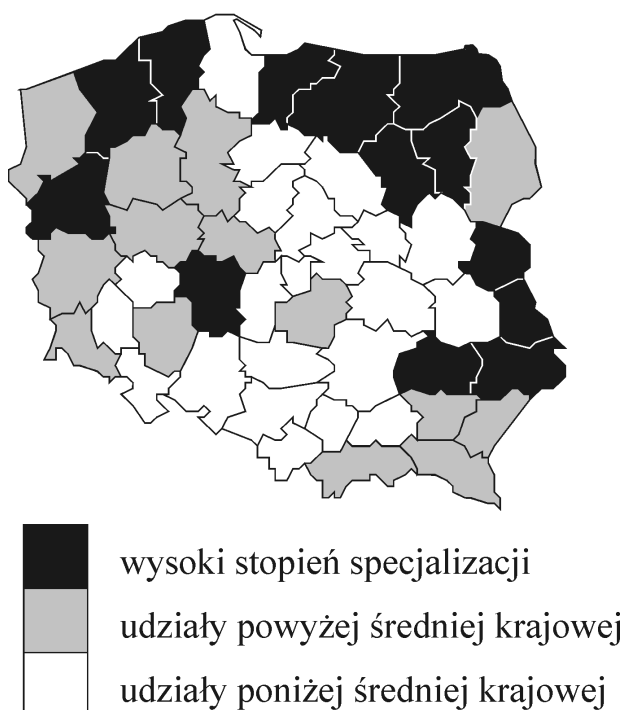 wysoki stopień specjalizacji
udziały powyżej średniej krajowej
udziały poniżej średniej krajowej